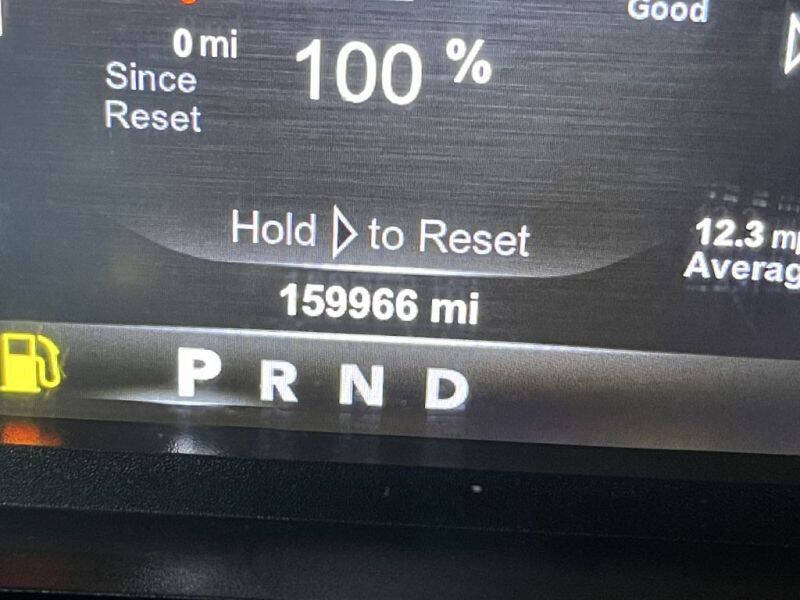 Good
0 mi
100 %
Since
Reset
Hold to Reset
12.3
159966 mi
P R N D